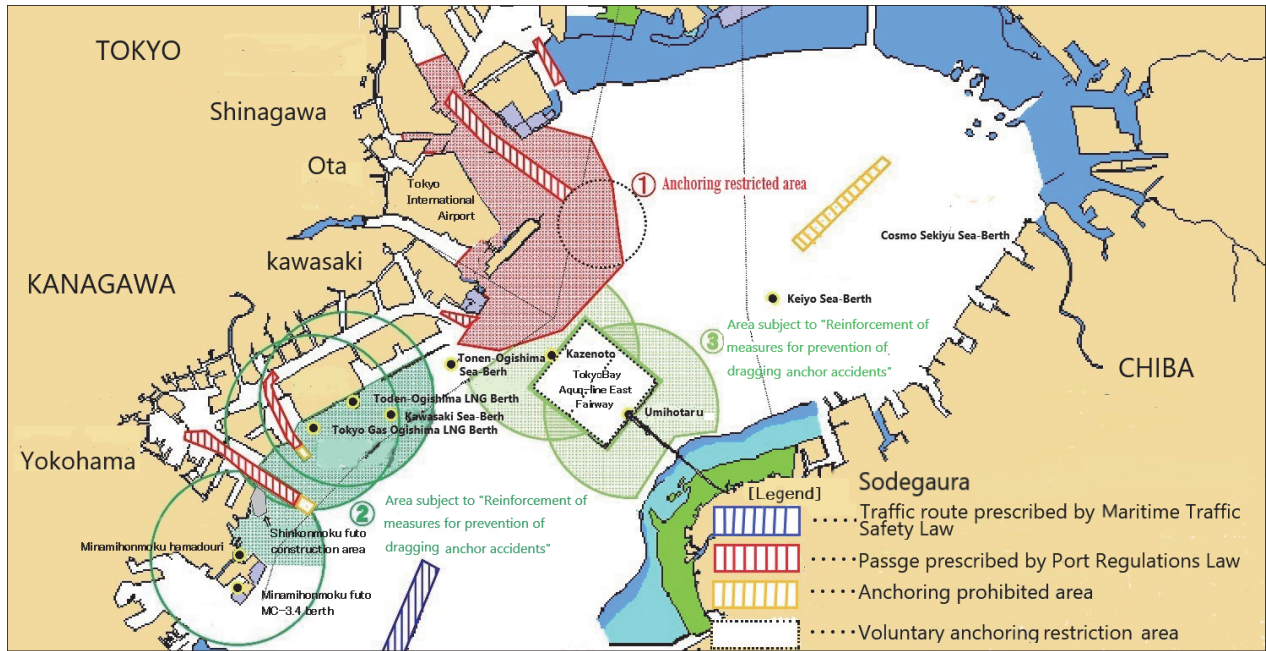 TOKYO
Shinagawa
Ota
Tokyo
International
Airport
① Anchoring restricted area
Cosmo Sekiyu Sea-Berth
kawasaki
KANAGAWA
Keiyo Sea-Berth
③ Area subject to "Reinforcement of
measures for prevention of
dragging anchor accidents"
Tonen-Ogishima
Sea-Berh
Kazenoto
TokyoBay
Aqua-line East
Fairway
CHIBA
Toden-Ogishima LNG Berth
Kawasaki Sea-Berh
Tokyo Gas Ogishima LNG Berth
Umihotaru
Yokohama
② Area subject to "Reinforcement of
measures for prevention of
dragging anchor accidents"
Shinkonmoku futo
construction area
Minamihonmoku hamadouri
Minamihonmoku futo
MC-3.4 berth
Sodegaura
[Legend]
Traffic route prescribed by Maritime Traffic
Safety Law
Passge prescribed by Port Regulations Law
Anchoring prohibited area
Voluntary anchoring restriction area